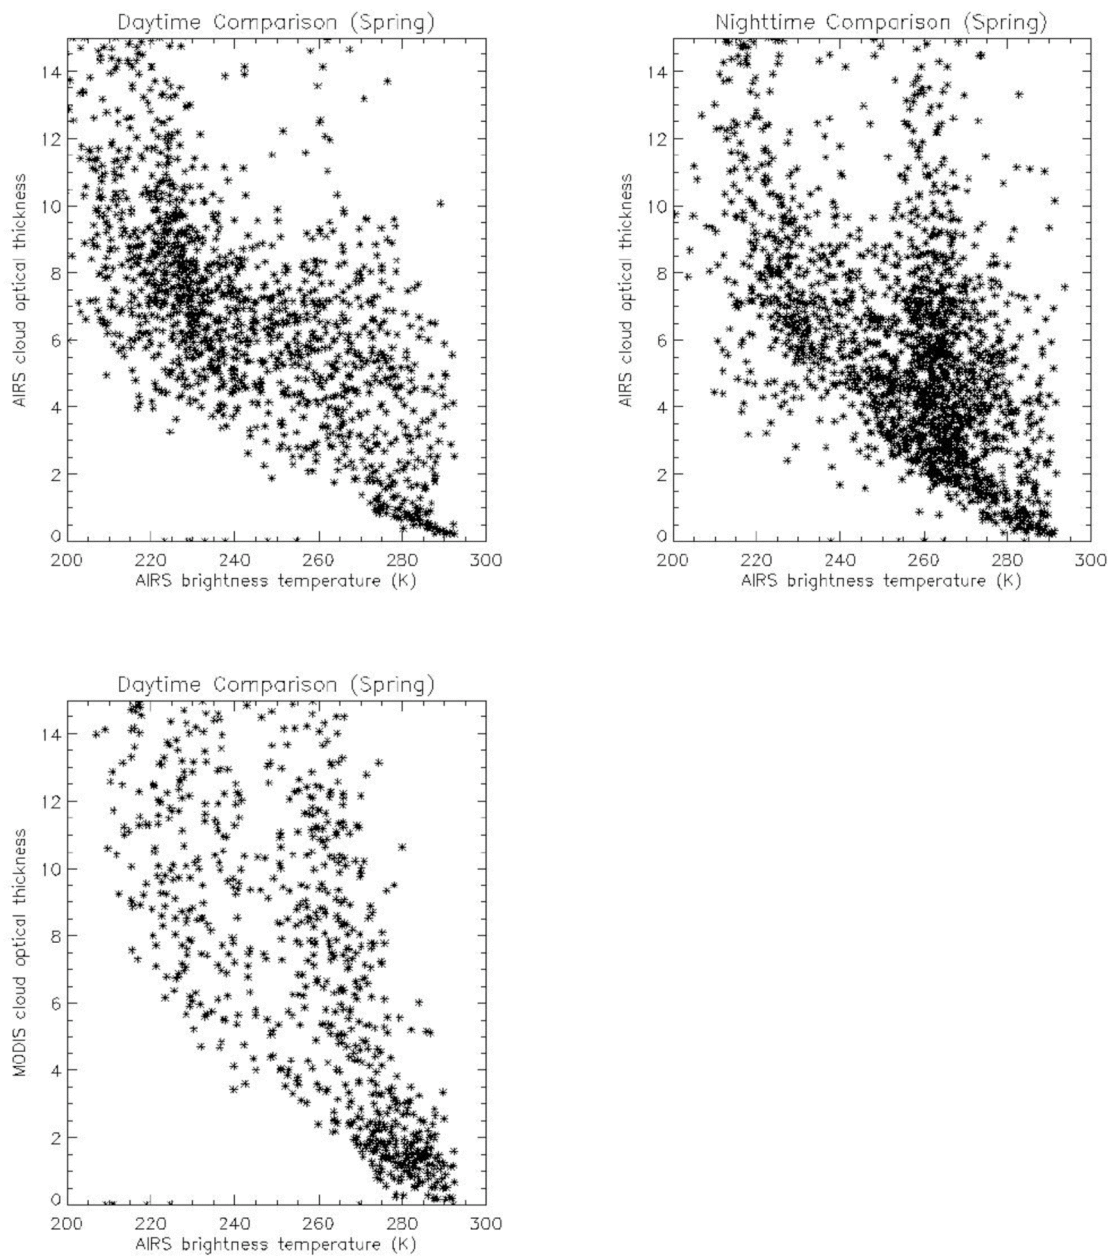 Daytime Comparison (Spring)
14
12
10
8
6
4
2
0
AIRS cloud optical thickness
200 220 240 260 280 300
AIRS brightness temperature (K)
Nighttime Comparison (Spring)
14
12
10
8
6
4
2
0
AIRS cloud optical thickness
200 220 240 260 280 300
AIRS brightness temperature (K)
Daytime Comparison (Spring)
14
12
10
8
6
4
2
0
MODIS cloud optical thickness
200 220 240 260 280 300
AIRS brightness temperature (K)